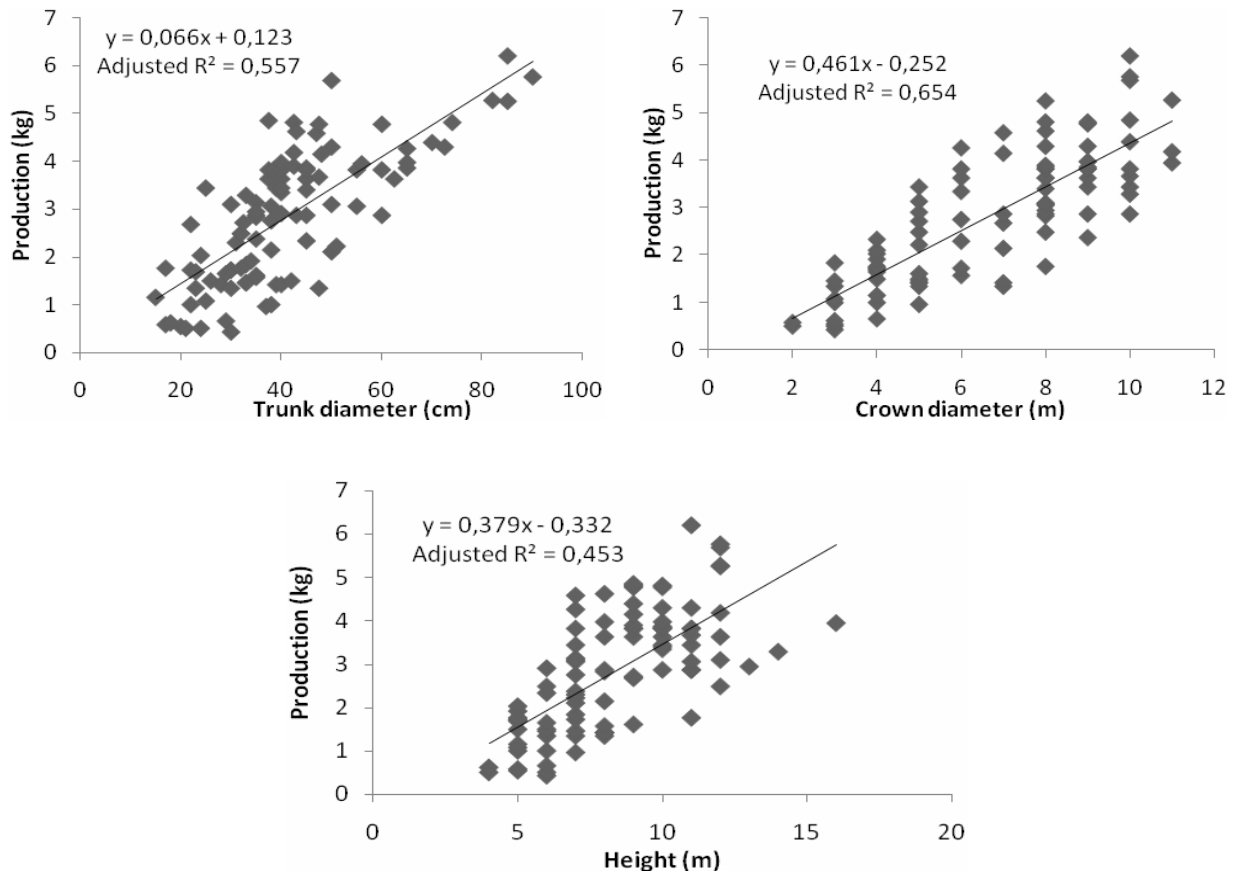 7
6
5
4
3
2
1
0
Production (kg)
y = 0,066x + 0,123
Adjusted R² = 0,557
0 20 40 60 80 100
Trunk diameter (cm)
7
6
5
4
3
2
1
0
Production (kg)
y = 0,461x - 0,252
Adjusted R² = 0,654
0 2 4 6 8 10 12
Crown diameter (m)
7
6
5
4
3
2
1
0
Production (kg)
y = 0,379x - 0,332
Adjusted R² = 0,453
0 5 10 15 20
Height (m)